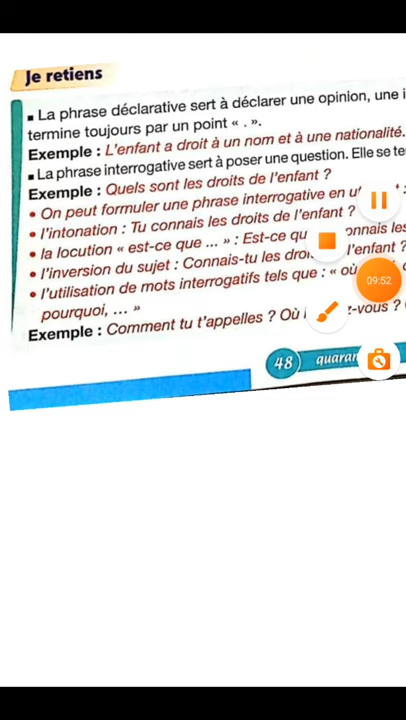 Je retiens
▪ La phrase déclarative sert à déclarer une opinion, une i
termine toujours par un point « . ».
Exemple : L'enfant a droit à un nom et à une nationalité.
▪ La phrase interrogative sert à poser une question. Elle se te
Exemple : Quels sont les droits de l'enfant ?
• On peut formuler une phrase interrogative en u
• l'intonation : Tu connais les droits de l'enfant ?
• la locution « est-ce que ... » : Est-ce qu onnais les
• l'inversion du sujet : Connais-tu les droi l'enfant ?
• l'utilisation de mots interrogatifs tels que : « où
09:52
pourquoi, ... »
Exemple : Comment tu t'appelles ? Où z-vous ?
48 quaran